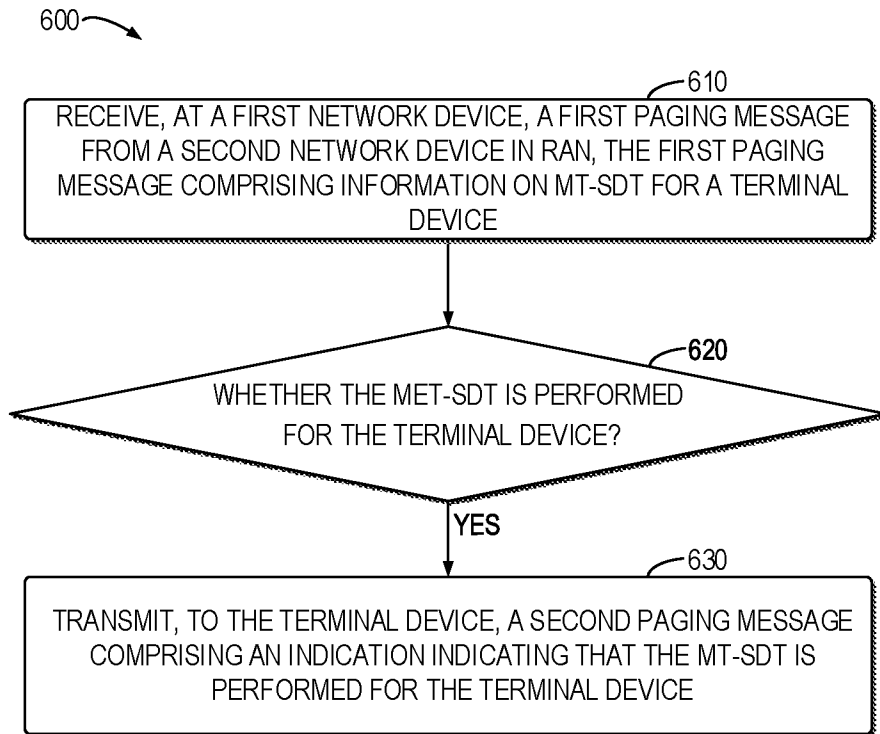 600
610
RECEIVE, AT A FIRST NETWORK DEVICE, A FIRST PAGING MESSAGE
FROM A SECOND NETWORK DEVICE IN RAN, THE FIRST PAGING
MESSAGE COMPRISING INFORMATION ON MT-SDT FOR A TERMINAL
DEVICE
620
WHETHER THE MET-SDT IS PERFORMED
FOR THE TERMINAL DEVICE?
YES
630
TRANSMIT, TO THE TERMINAL DEVICE, A SECOND PAGING MESSAGE
COMPRISING AN INDICATION INDICATING THAT THE MT-SDT IS
PERFORMED FOR THE TERMINAL DEVICE